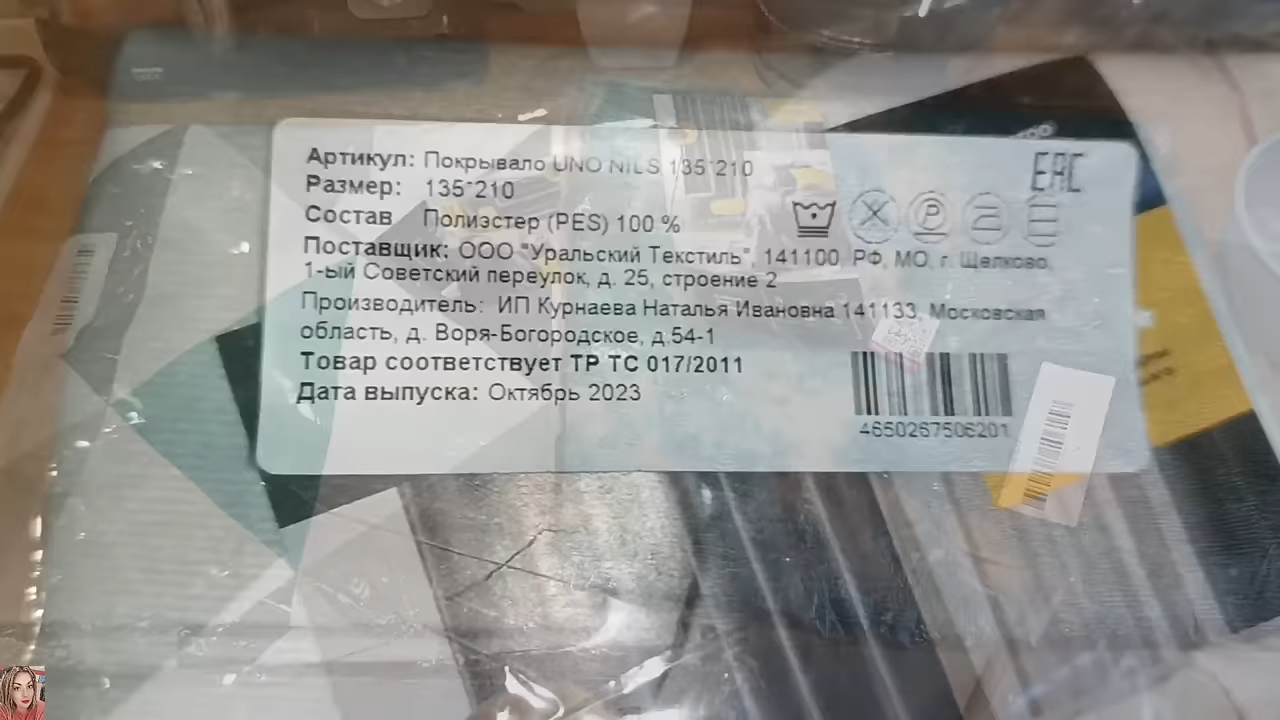 Артикул: Покрывало UNO NILS 135*210
EAC
Размер: 135*210
Состав Полиэстер (PES) 100 %
Поставщик: ООО "Уральский Текстиль", 141100, РФ, МО, г. Щелково,
1-ый Советский переулок, д. 25, строение 2
Производитель: ИП Курнаева Наталья Ивановна 141133, Московская
область, д. Воря-Богородское, д.54-1
Товар соответствует ТР ТС 017/2011
Дата выпуска: Октябрь 2023
4650267506201